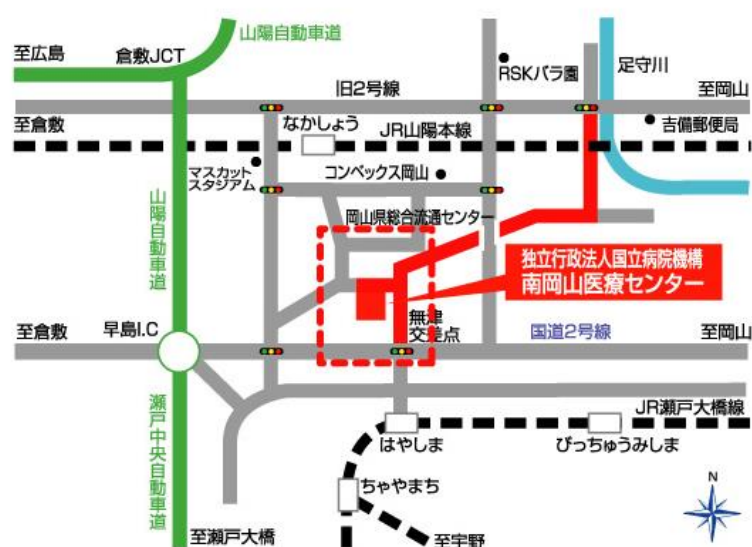 山陽自動車道
至広島
倉敷JCT
RSKバラ園
足守川
旧2号線
至岡山
至倉敷
なかしょう
JR山陽本線
吉備郵便局
マスカット
スタジアム
コンベックス岡山
山陽自動車道
岡山県総合流通センター
独立行政法人国立病院機構
南岡山医療センター
至倉敷
早島I.C
無津
交差点
国道2号線
至岡山
瀬戸中央自動車道
JR瀬戸大橋線
はやしま
びっちゅうみしま
ちゃやまち
N
至瀬戸大橋
至宇野